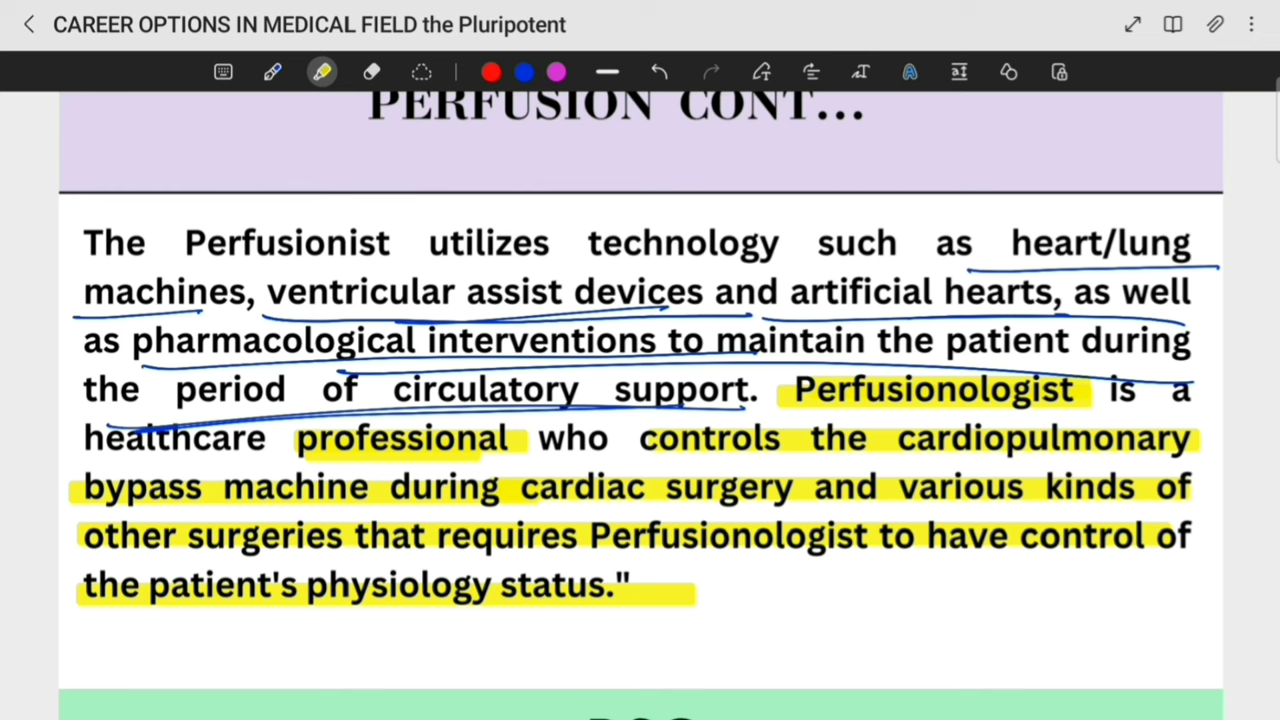 CAREER OPTIONS IN MEDICAL FIELD the Pluripotent
PERFUSION CONT...
The Perfusionist utilizes technology such as heart/lung
machines, ventricular assist devices and artificial hearts, as well
as pharmacological interventions to maintain the patient during
the period of circulatory support. Perfusionologist is a
healthcare professional who controls the cardiopulmonary
bypass machine during cardiac surgery and various kinds of
other surgeries that requires Perfusionologist to have control of
the patient's physiology status."